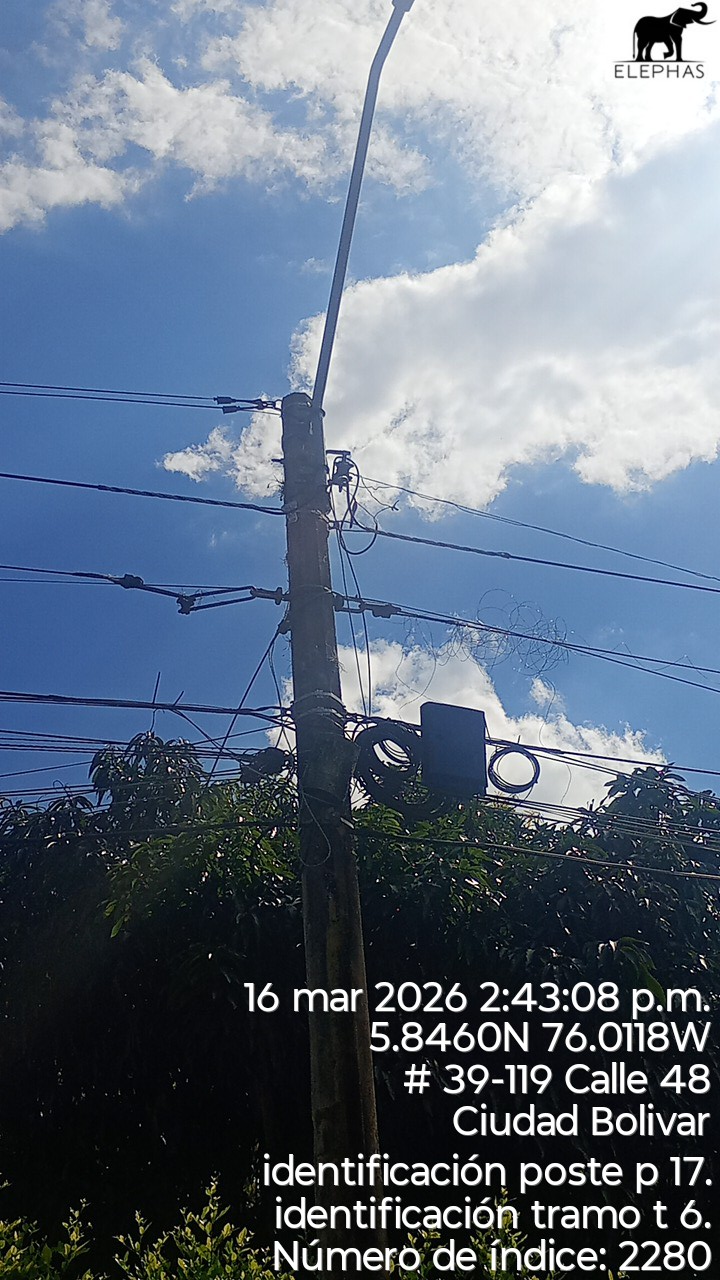 ELEPHAS
16 mar 2026 2:43:08 p.m.
5.8460N 76.0118W
# 39-119 Calle 48
Ciudad Bolivar
identificación poste p 17.
identificación tramo t 6.
Número de índice: 2280